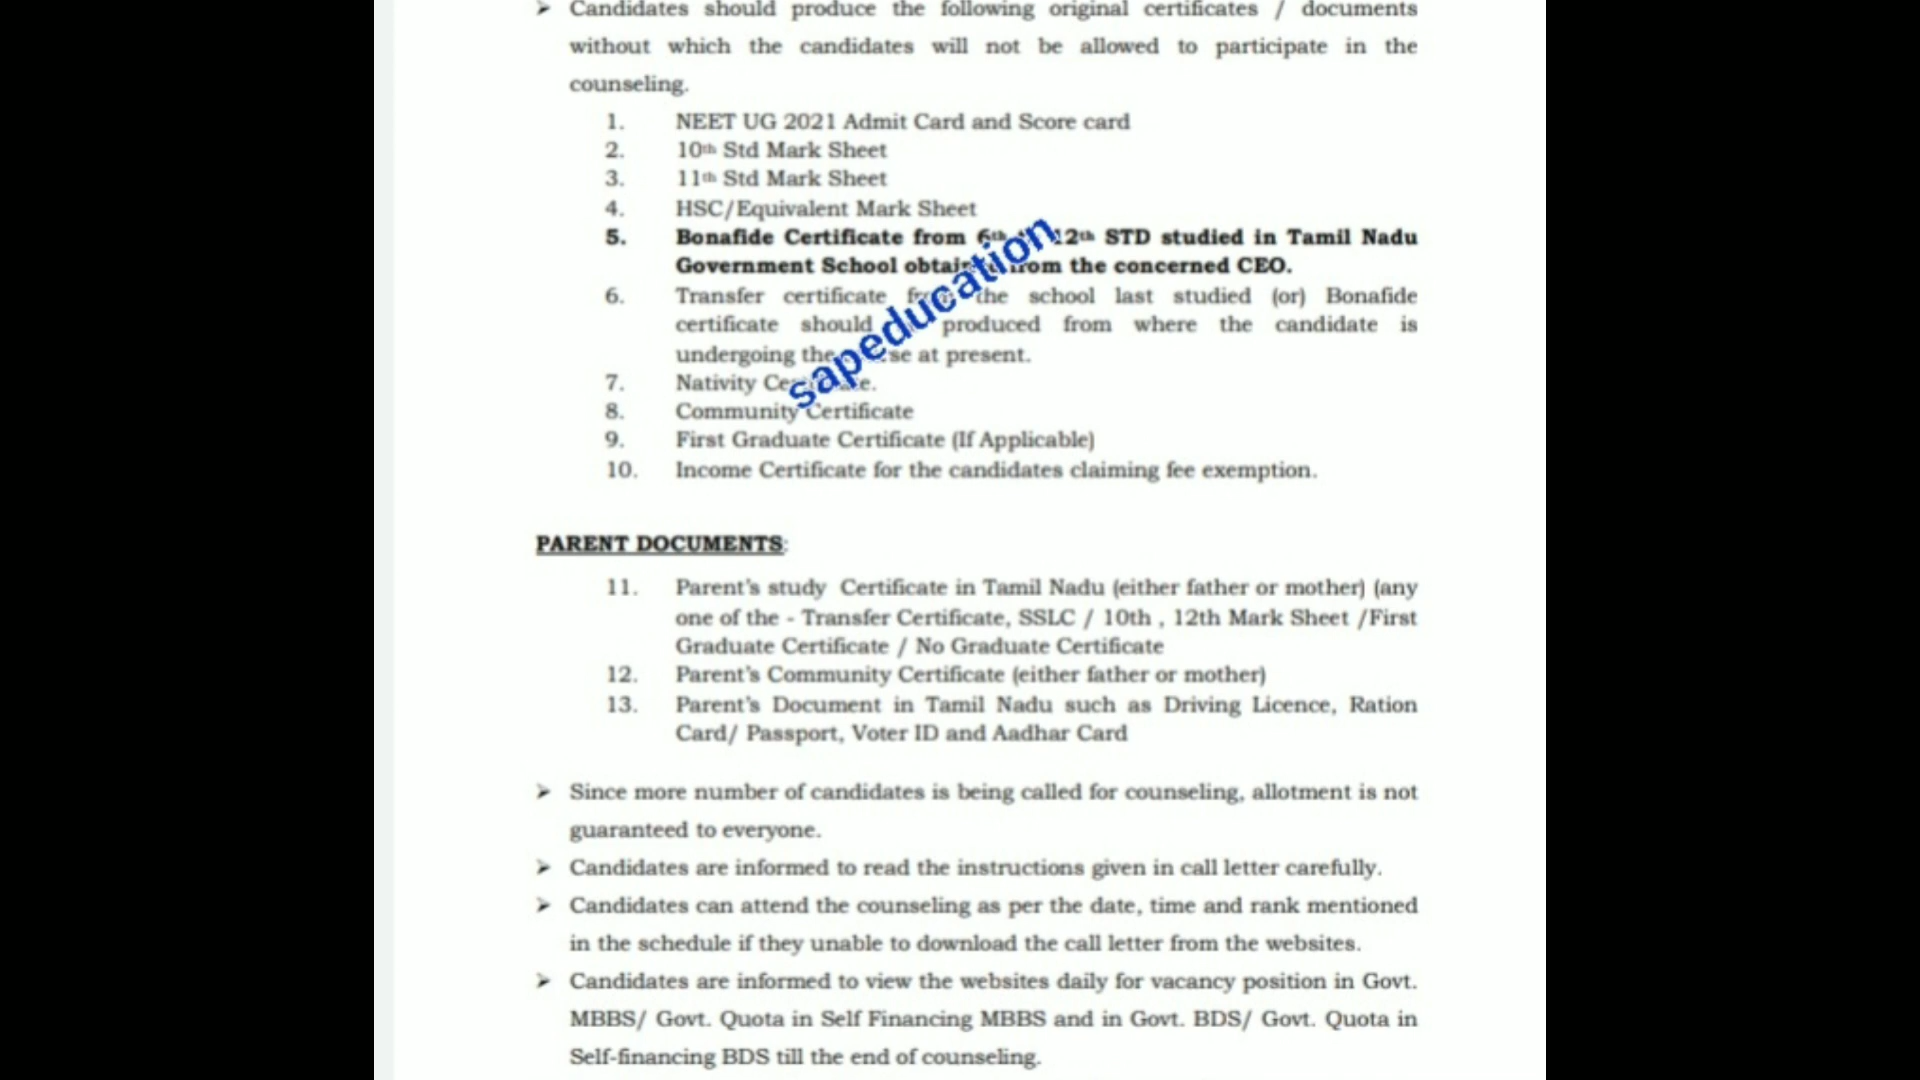 ➢ Candidates should produce the following original certificates / documents
without which the candidates will not be allowed to participate in the
counseling.
1. NEET UG 2021 Admit Card and Score card
2. 10th Std Mark Sheet
3. 11th Std Mark Sheet
4. HSC/Equivalent Mark Sheet
5. Bonafide Certificate from 6th 12th STD studied in Tamil Nadu
Government School from the concerned CEO.
6. Transfer certificate the school last studied (or) Bonafide
certificate should produced from where the candidate is
undergoing the at present.
7. Nativity
8. Community Certificate
9. First Graduate Certificate (If Applicable)
10. Income Certificate for the candidates claiming fee exemption.
sapeducation
PARENT DOCUMENTS:
11. Parent's study Certificate in Tamil Nadu (either father or mother) (any
one of the - Transfer Certificate, SSLC / 10th , 12th Mark Sheet /First
Graduate Certificate / No Graduate Certificate
12. Parent's Community Certificate (either father or mother)
13. Parent's Document in Tamil Nadu such as Driving Licence, Ration
Card/ Passport, Voter ID and Aadhar Card
➢ Since more number of candidates is being called for counseling, allotment is not
guaranteed to everyone.
➢ Candidates are informed to read the instructions given in call letter carefully.
➢ Candidates can attend the counseling as per the date, time and rank mentioned
in the schedule if they unable to download the call letter from the websites.
➢ Candidates are informed to view the websites daily for vacancy position in Govt.
MBBS/ Govt. Quota in Self Financing MBBS and in Govt. BDS/ Govt. Quota in
Self-financing BDS till the end of counseling.